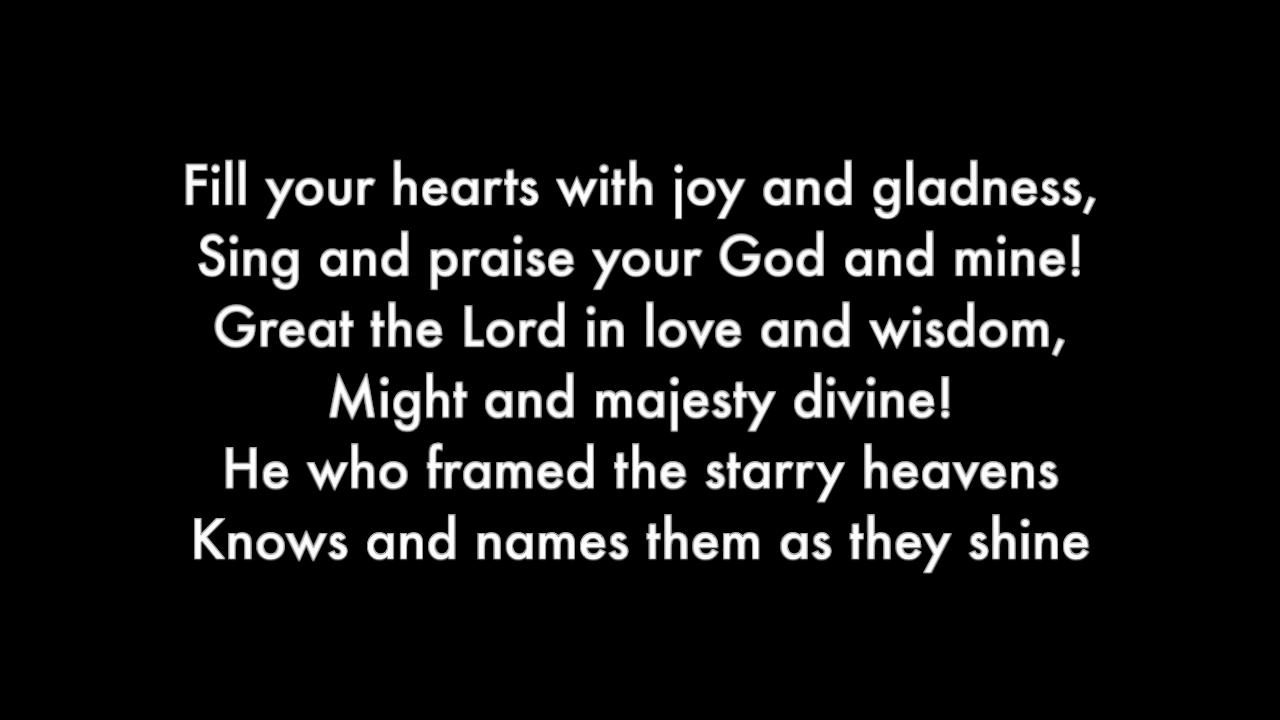 Fill your hearts with joy and gladness,
Sing and praise your God and mine!
Great the Lord in love and wisdom,
Might and majesty divine!
He who framed the starry heavens
Knows and names them as they shine